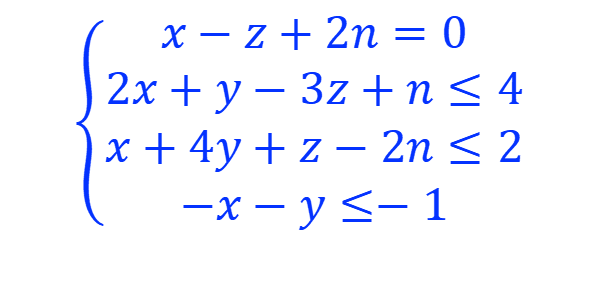 x − z + 2n = 0
2x + y − 3z + n ≤ 4
x + 4y + z − 2n ≤ 2
−x − y ≤− 1